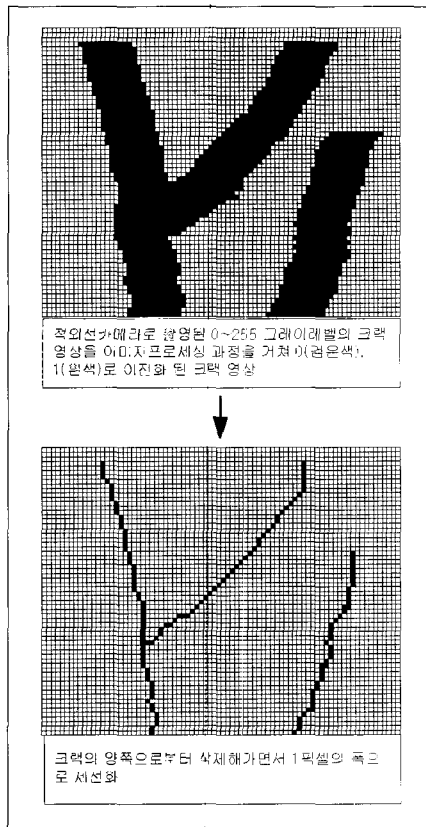 적외선카메라로 촬영된 0~255 그레이레벨의 크랙
영상을 이미지프로세싱 과정을 거쳐 0(검은색),
1(흰색)로 이진화 된 크랙 영상
크랙의 양쪽으로부터 삭제해가면서 1픽셀의 폭으
로 세선화